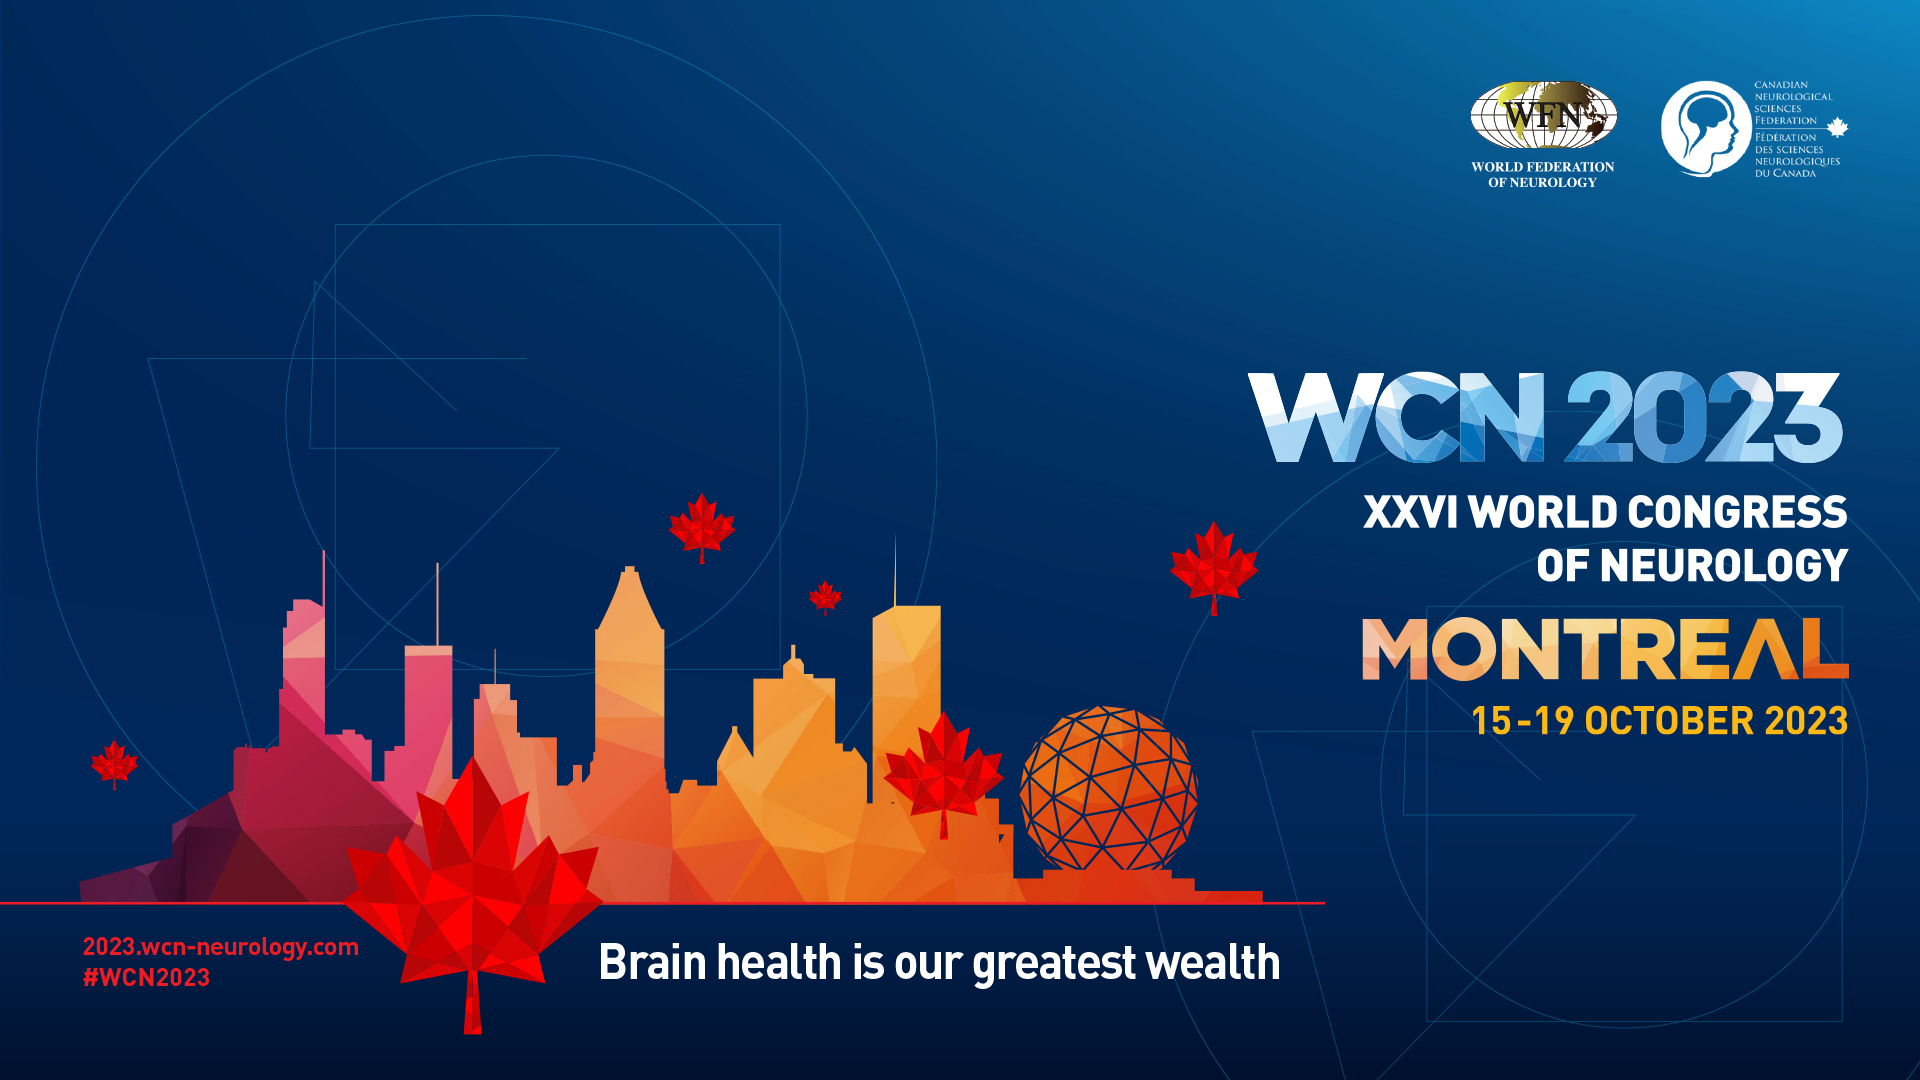 WFN
WORLD FEDERATION
OF NEUROLOGY
CANADIAN
NEUROLOGICAL
SCIENCES
FEDERATION
FÉDÉRATION
DES SCIENCES
NEUROLOGIQUES
DU CANADA
WCN 2023
XXVI WORLD CONGRESS
OF NEUROLOGY
MONTREAL
15-19 OCTOBER 2023
2023.wcn-neurology.com
#WCN2023
Brain health is our greatest wealth